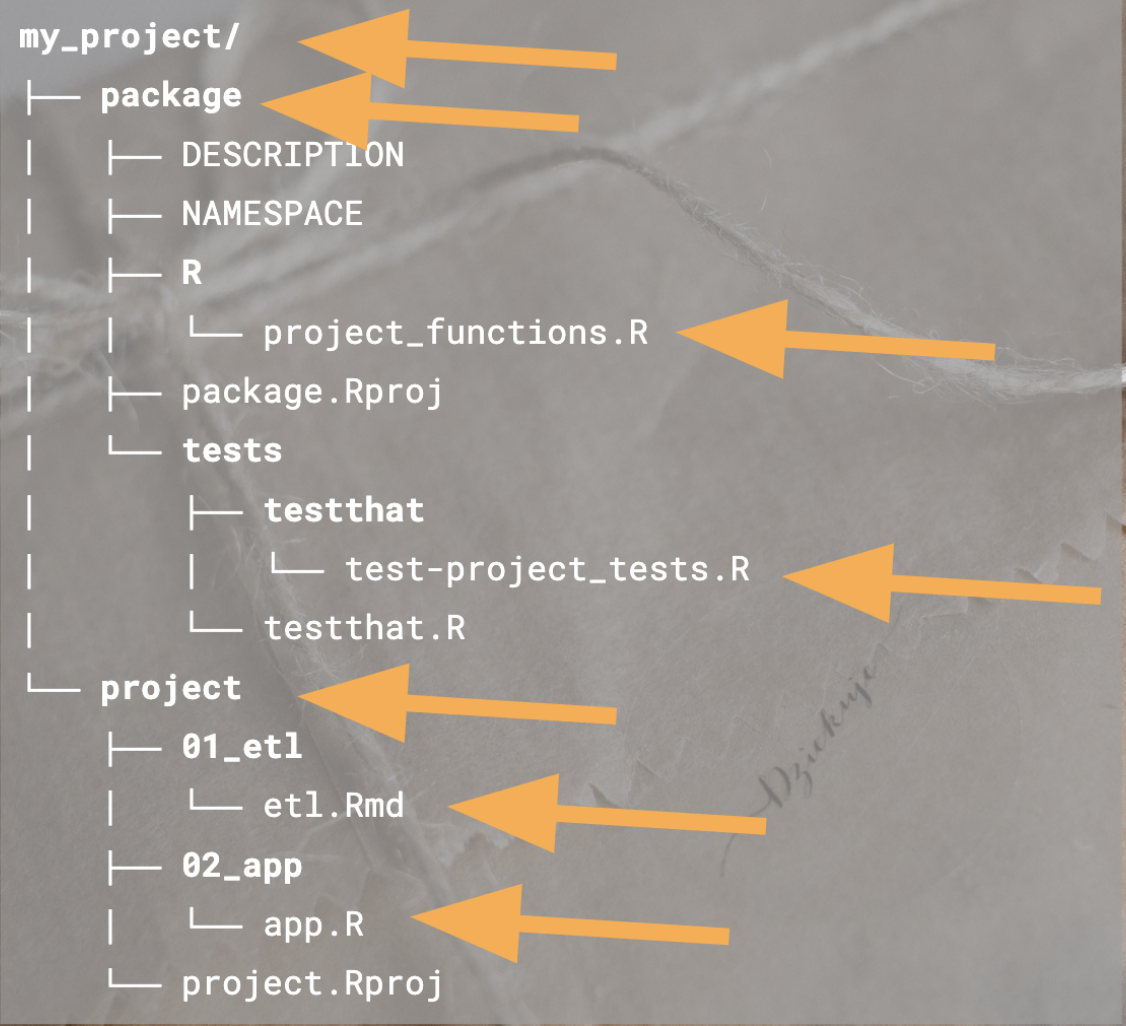 my_project/
├── package
│   ├── DESCRIPTION
│   ├── NAMESPACE
│   ├── R
│   │   └── project_functions.R
│   ├── package.Rproj
│   └── tests
│       ├── testthat
│       │   └── test-project_tests.R
│       └── testthat.R
└── project
    ├── 01_etl
    │   └── etl.Rmd
    ├── 02_app
    │   └── app.R
    └── project.Rproj
Dziękuję